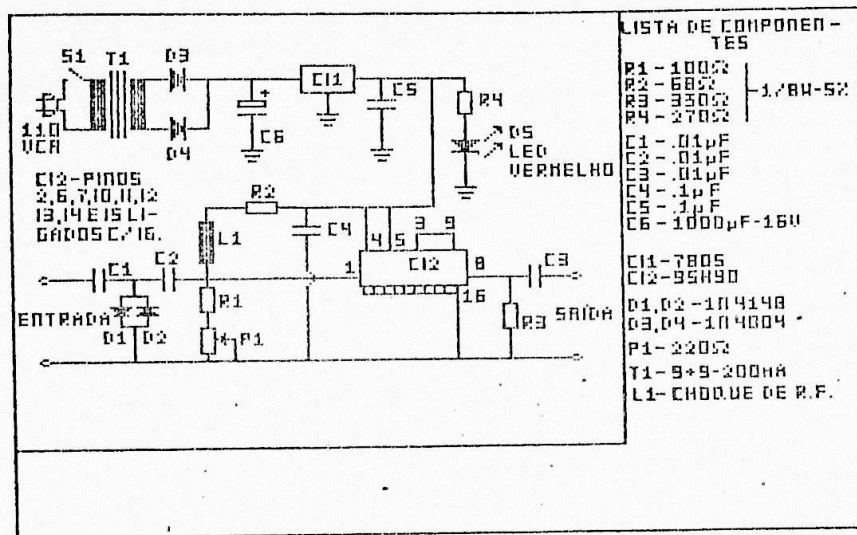 S1
T1
D3
D4
110
VCA
CI1
C6
+
C5
R4
D5
LED
VERMELHO
CI2-PINOS
2,6,7,10,11,12
13,14 E 15 LI-
GADOS C/16.
R2
L1
C4
4
5
3
9
1
CI2
8
16
C1
C2
C3
ENTRADA
D1
D2
R1
P1
R3
SAÍDA
LISTA DE COMPONEN-
TES
R1-100Ω
R2-68Ω
R3-330Ω
R4-270Ω
1/8W-5%
C1-.01µF
C2-.01µF
C3-.01µF
C4-.1µF
C5-.1µF
C6-1000µF-16V
CI1-7805
CI2-95H90
D1,D2-1N4148
D3,D4-1N4004
P1-220Ω
T1-9+9-200mA
L1-CHOQUE DE R.F.